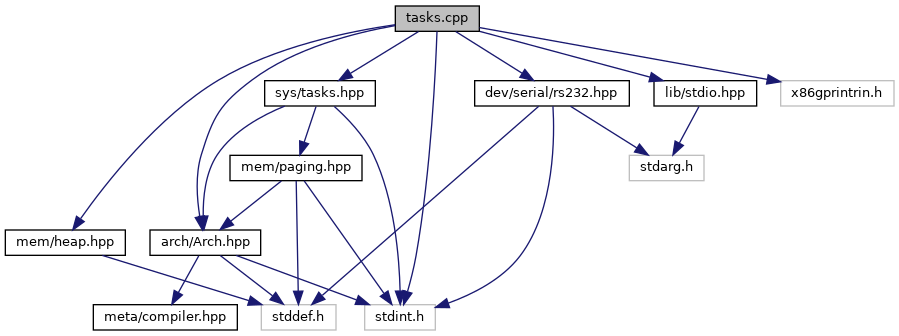 tasks.cpp
sys/tasks.hpp
dev/serial/rs232.hpp
lib/stdio.hpp
x86gprintrin.h
mem/paging.hpp
stdarg.h
mem/heap.hpp
arch/Arch.hpp
meta/compiler.hpp
stddef.h
stdint.h